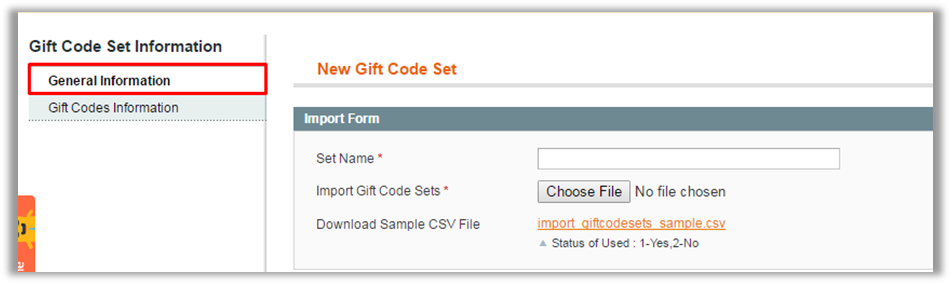 Gift Code Set Information
General Information
Gift Codes Information
New Gift Code Set
Import Form
Set Name *
Import Gift Code Sets * Choose File No file chosen
Download Sample CSV File import_giftcodesets_sample.csv
Status of Used : 1-Yes,2-No